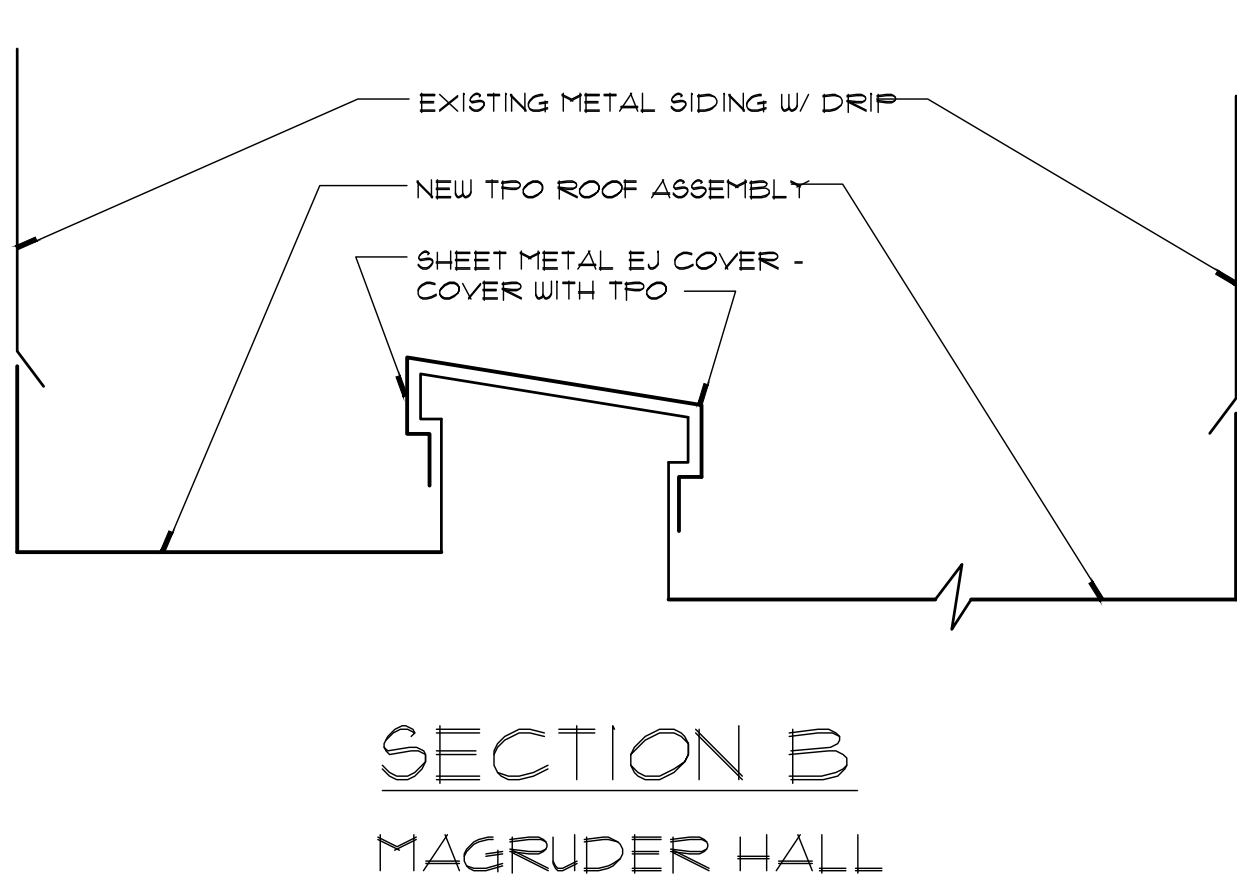 EXISTING METAL SIDING W/ DRIP
NEW TPO ROOF ASSEMBLY
SHEET METAL EJ COVER -
COVER WITH TPO
SECTION B
MAGRUDER HALL